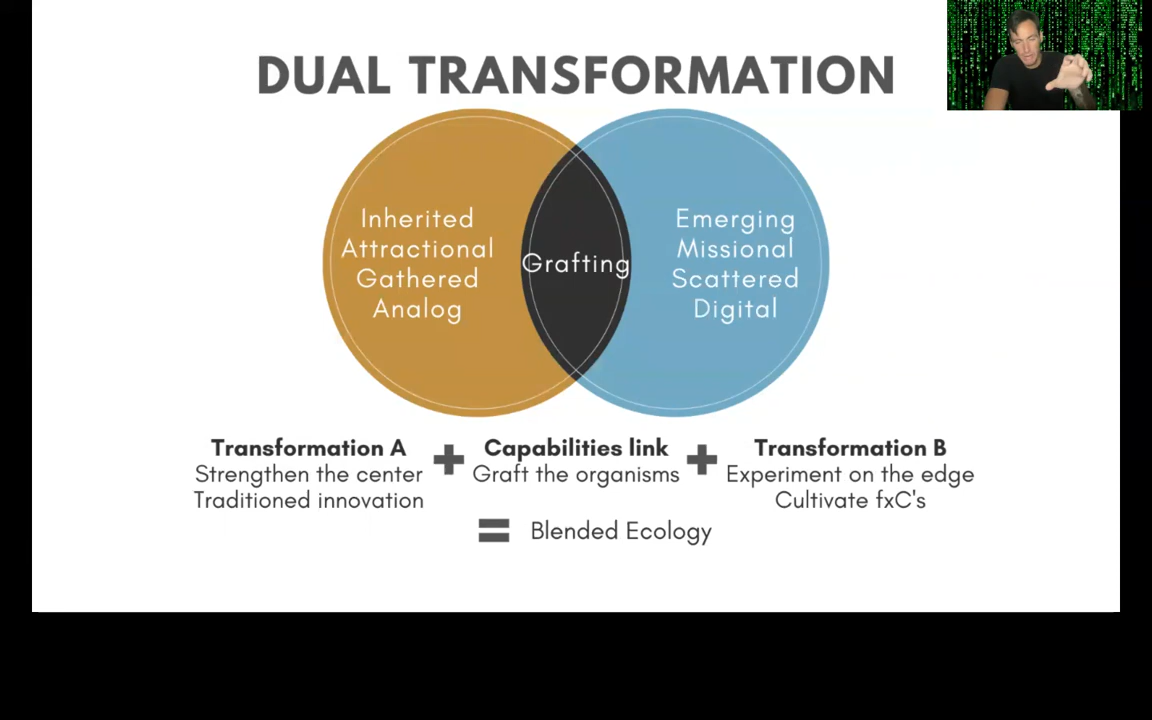 DUAL TRANSFORMATION
Inherited
Attractional
Gathered
Analog
Grafting
Emerging
Missional
Scattered
Digital
Transformation A
Strengthen the center
Traditioned innovation
+
Capabilities link
Graft the organisms
+
Transformation B
Experiment on the edge
Cultivate fxC's
= Blended Ecology